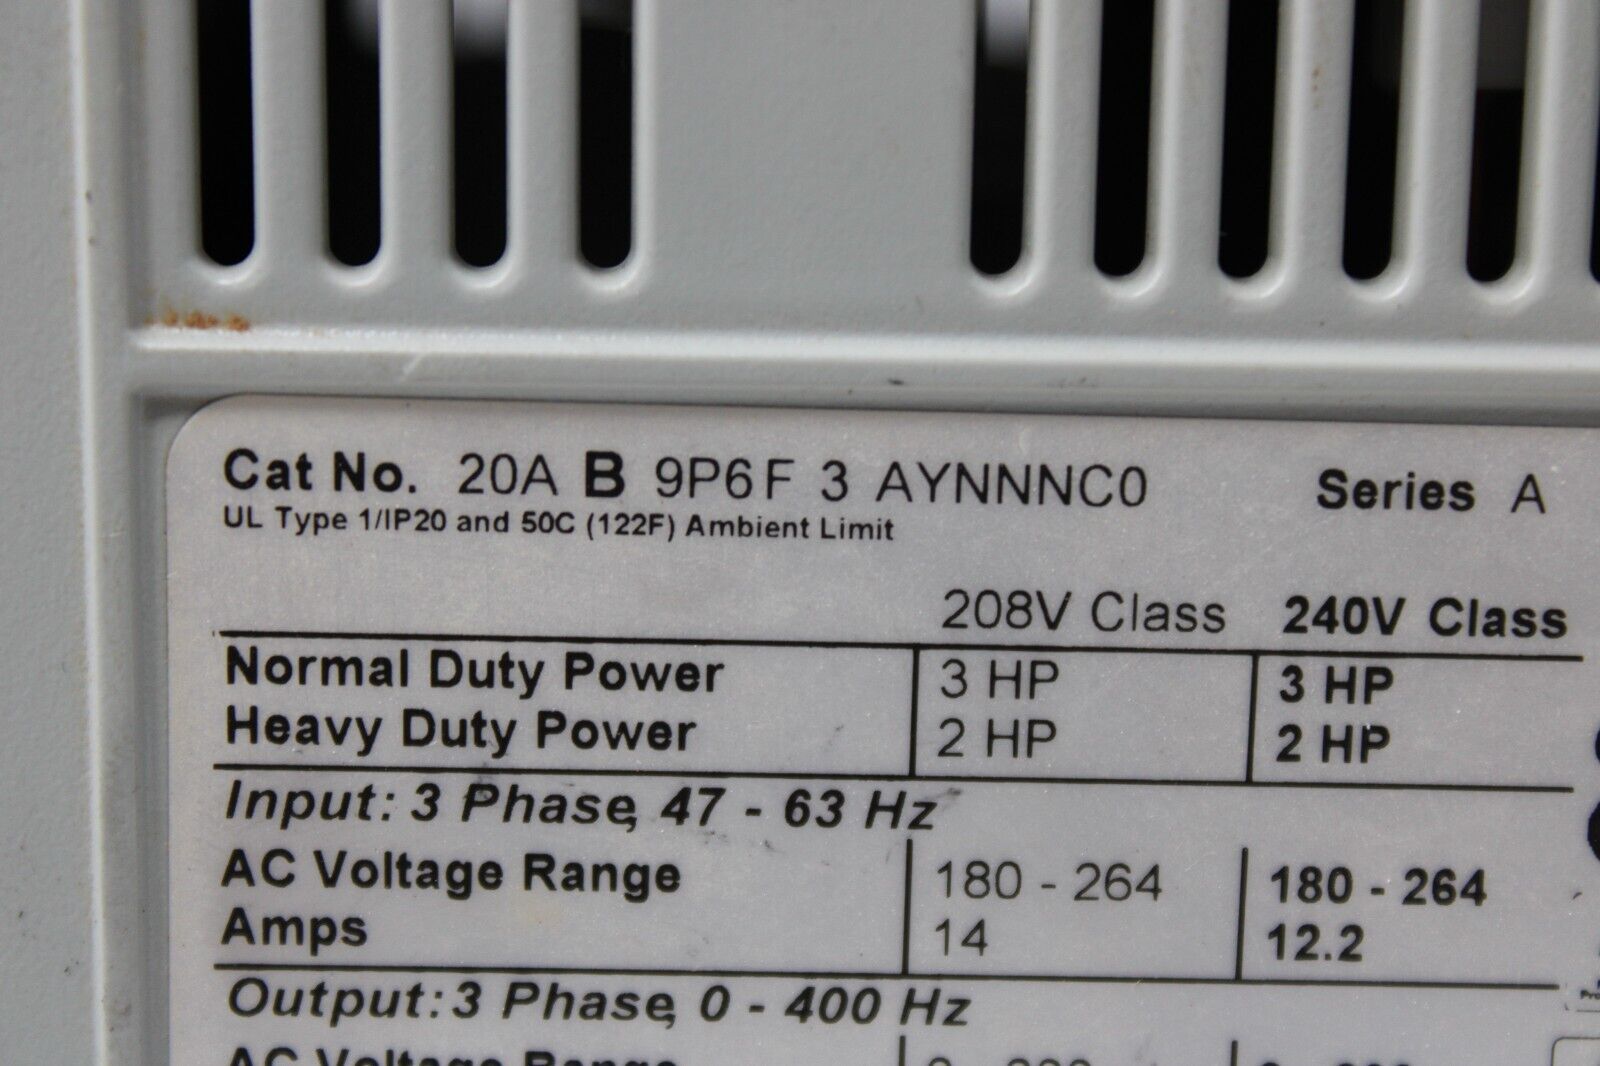 Cat No. 20A B 9P6F 3 AYNNNC0 Series A
UL Type 1/IP20 and 50C (122F) Ambient Limit
208V Class 240V Class
Normal Duty Power 3 HP 3 HP
Heavy Duty Power 2 HP 2 HP
Input: 3 Phase, 47 - 63 Hz
AC Voltage Range 180 - 264 180 - 264
Amps 14 12.2
Output: 3 Phase, 0 - 400 Hz
AC Voltage Range